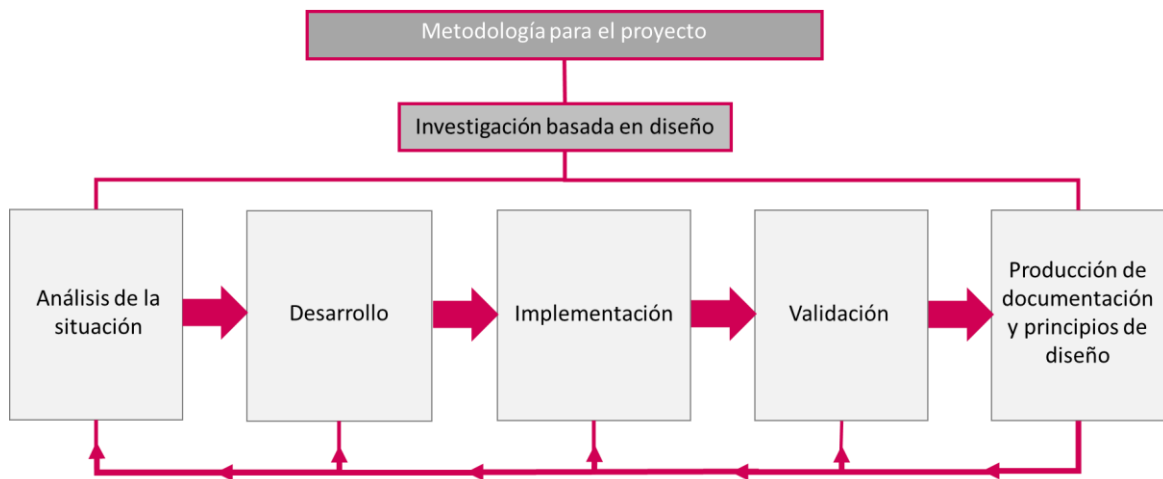 Metodología para el proyecto
Investigación basada en diseño
Análisis de la
situación
Desarrollo
Implementación
Validación
Producción de
documentación
y principios de
diseño